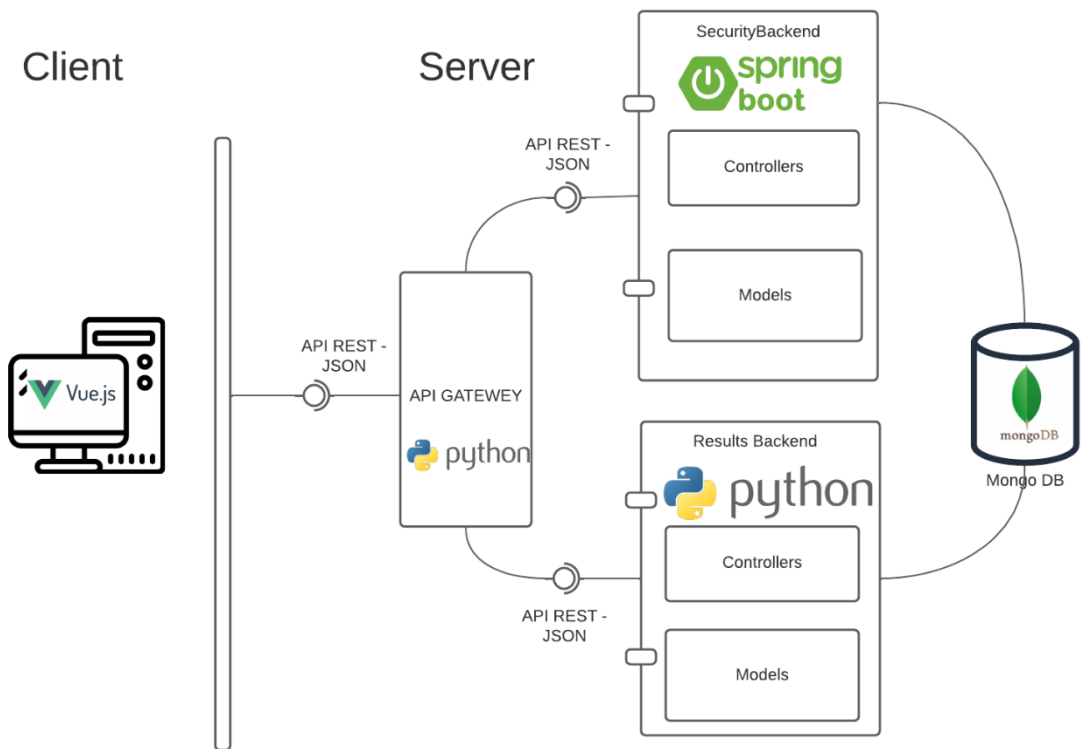 Client
Server
SecurityBackend
spring
boot
Controllers
Models
API REST -
JSON
API REST -
JSON
API GATEWEY
python
Vue.js
Results Backend
python
Controllers
Models
API REST -
JSON
mongoDB
Mongo DB